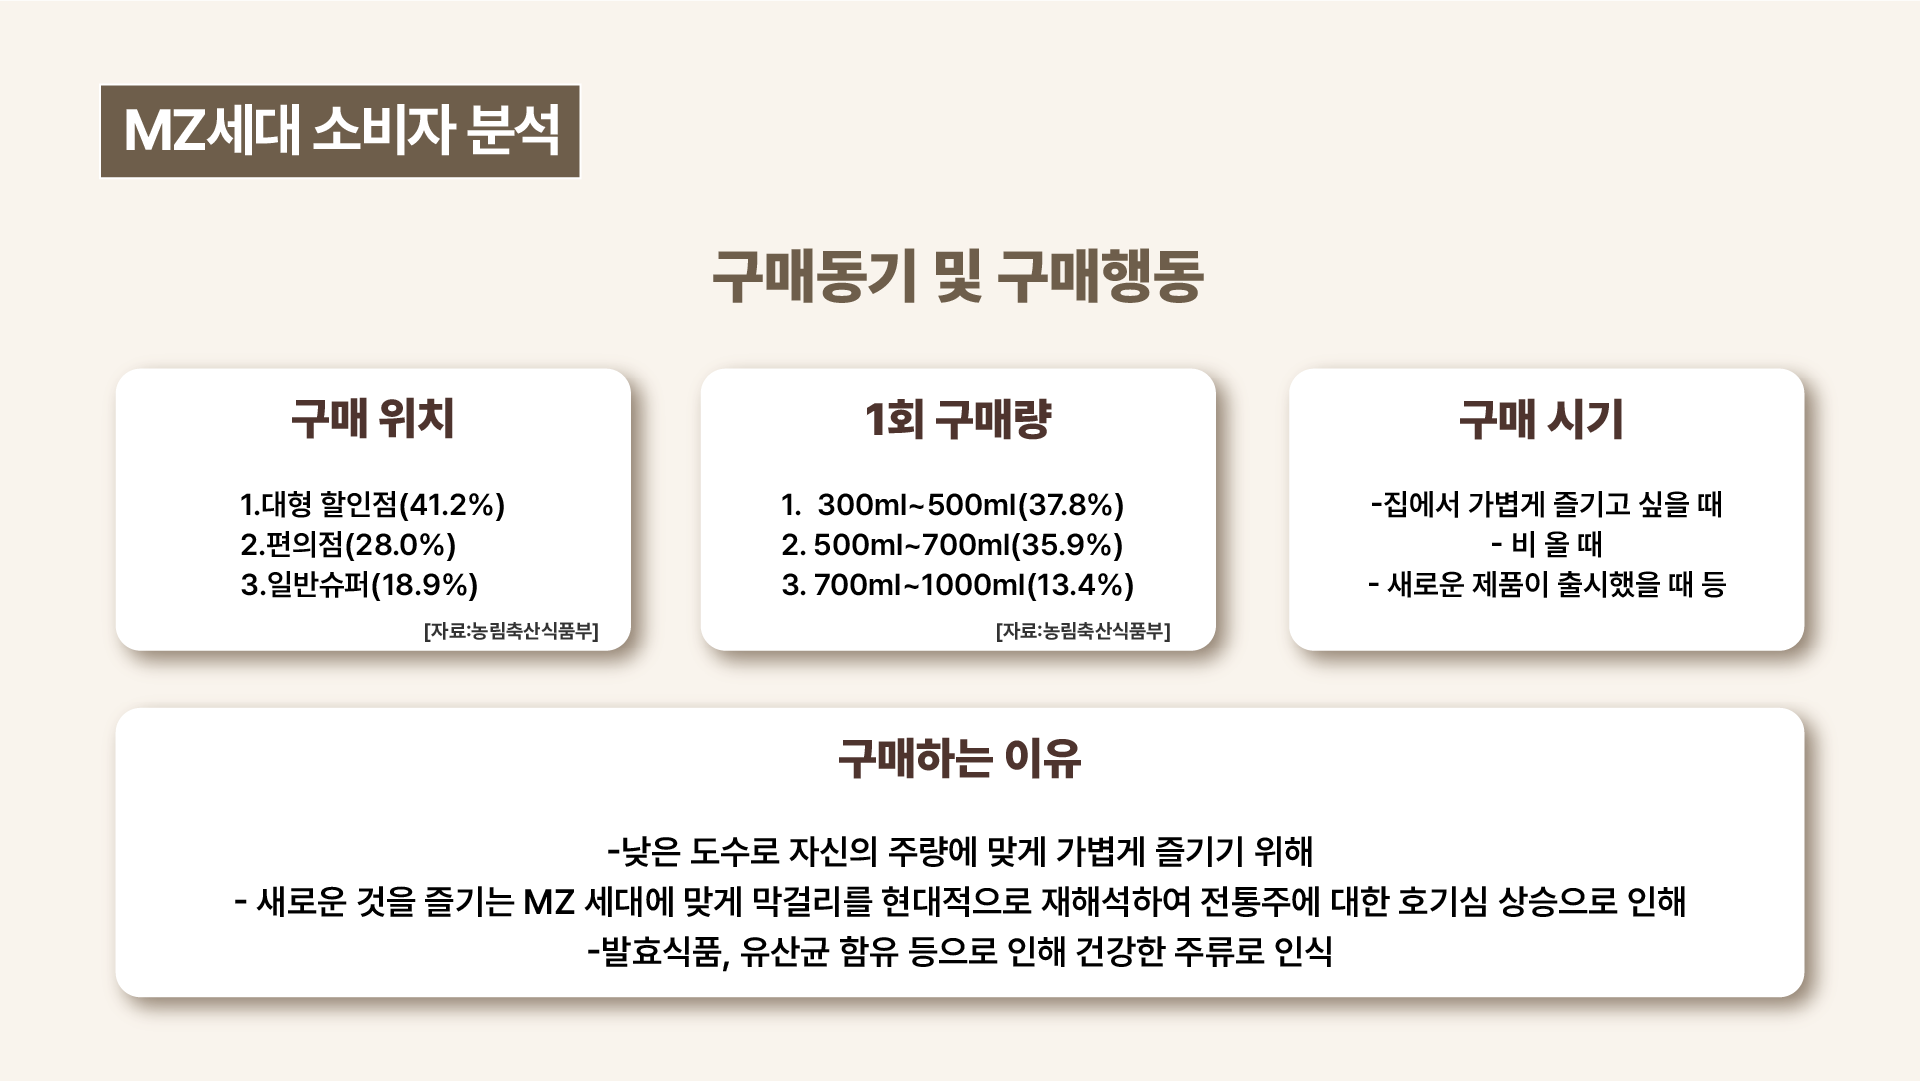 MZ세대 소비자 분석
구매동기 및 구매행동
구매 위치
1.대형 할인점(41.2%)
2.편의점(28.0%)
3.일반슈퍼(18.9%)
[자료:농림축산식품부]
1회 구매량
1. 300ml~500ml(37.8%)
2. 500ml~700ml(35.9%)
3. 700ml~1000ml(13.4%)
[자료:농림축산식품부]
구매 시기
-집에서 가볍게 즐기고 싶을 때
- 비 올 때
- 새로운 제품이 출시했을 때 등
구매하는 이유
-낮은 도수로 자신의 주량에 맞게 가볍게 즐기기 위해
- 새로운 것을 즐기는 MZ 세대에 맞게 막걸리를 현대적으로 재해석하여 전통주에 대한 호기심 상승으로 인해
-발효식품, 유산균 함유 등으로 인해 건강한 주류로 인식